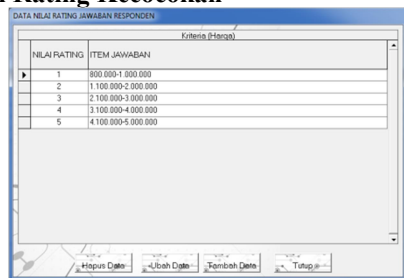 DATA NILAI RATING JAWABAN RESPONDEN
Kriteria (Harga)
NILAI RATING ITEM JAWABAN
1 800.000-1.000.000
2 1.100.000-2.000.000
3 2.100.000-3.000.000
4 3.100.000-4.000.000
5 4.100.000-5.000.000
Hapus Data Ubah Data Tambah Data Tutup